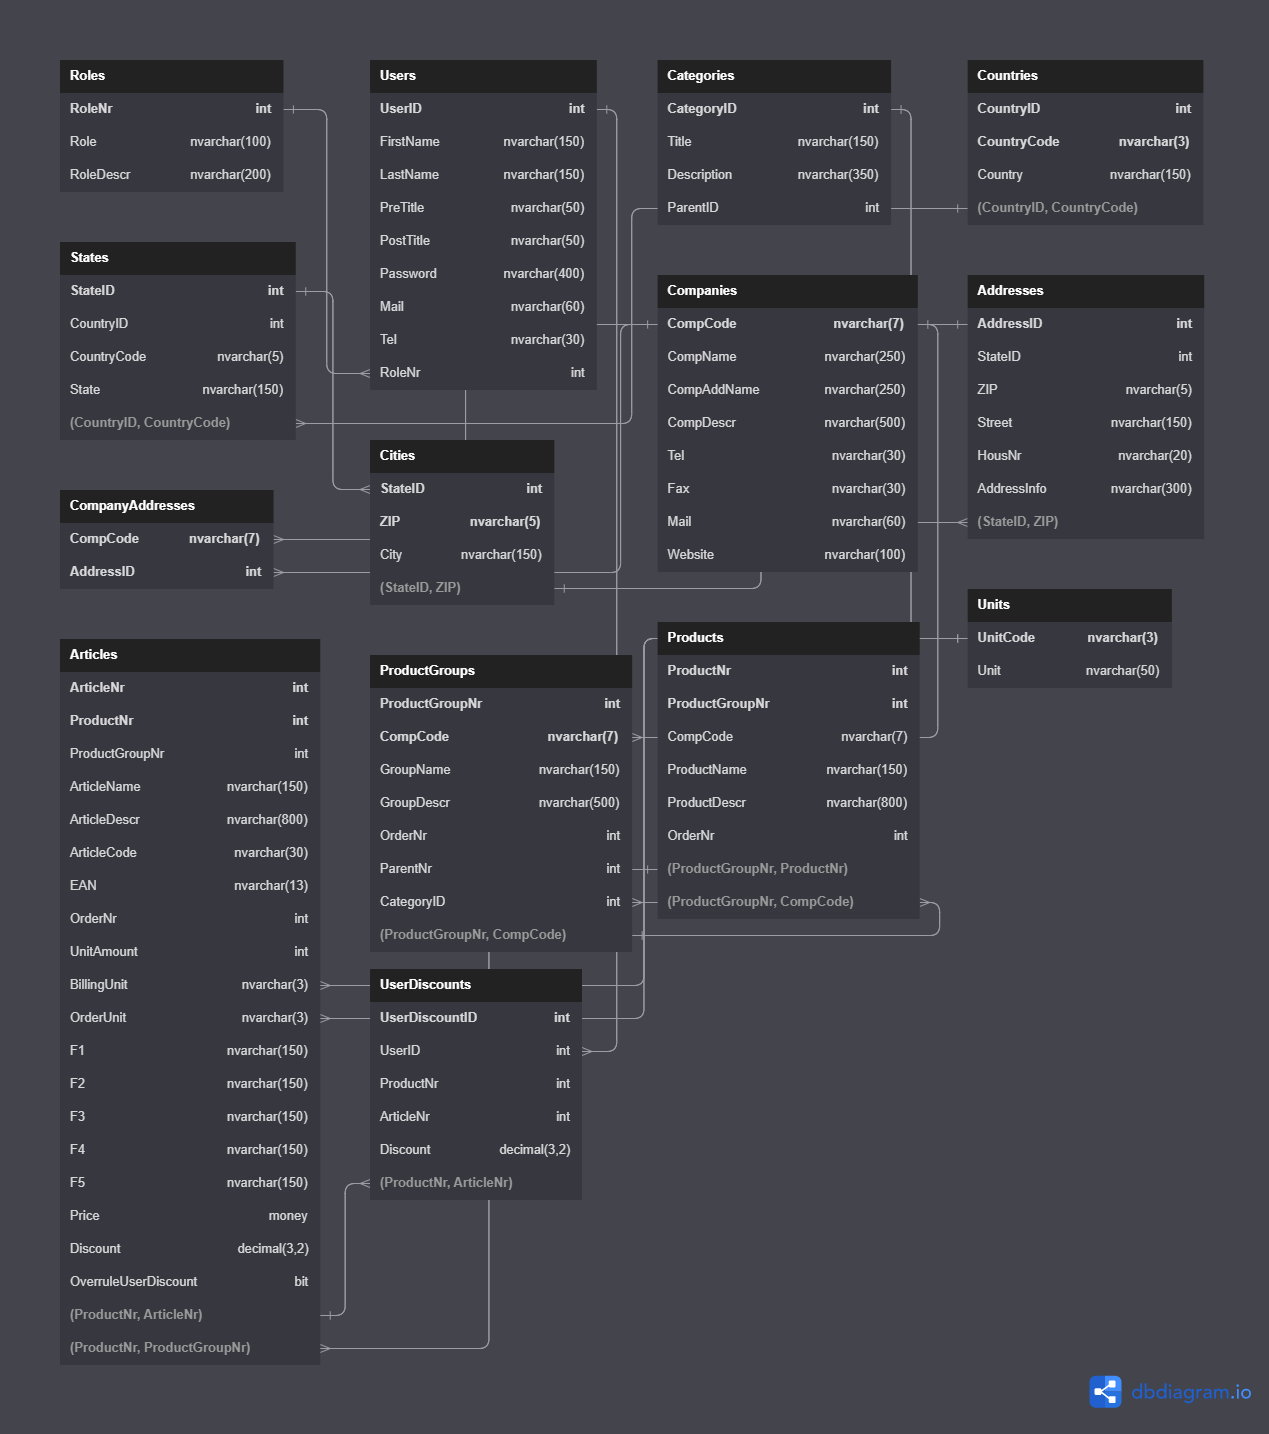 Roles
RoleNr int
Role nvarchar(100)
RoleDescr nvarchar(200)
Users
UserID int
FirstName nvarchar(150)
LastName nvarchar(150)
PreTitle nvarchar(50)
PostTitle nvarchar(50)
Password nvarchar(400)
Mail nvarchar(60)
Tel nvarchar(30)
RoleNr int
Categories
CategoryID int
Title nvarchar(150)
Description nvarchar(350)
ParentID int
Countries
CountryID int
CountryCode nvarchar(3)
Country nvarchar(150)
(CountryID, CountryCode)
States
StateID int
CountryID int
CountryCode nvarchar(5)
State nvarchar(150)
(CountryID, CountryCode)
Companies
CompCode nvarchar(7)
CompName nvarchar(250)
CompAddName nvarchar(250)
CompDescr nvarchar(500)
Tel nvarchar(30)
Fax nvarchar(30)
Mail nvarchar(60)
Website nvarchar(100)
Addresses
AddressID int
StateID int
ZIP nvarchar(5)
Street nvarchar(150)
HousNr nvarchar(20)
AddressInfo nvarchar(300)
(StateID, ZIP)
Cities
StateID int
ZIP nvarchar(5)
City nvarchar(150)
(StateID, ZIP)
CompanyAddresses
CompCode nvarchar(7)
AddressID int
Units
UnitCode nvarchar(3)
Unit nvarchar(50)
Articles
ArticleNr int
ProductNr int
ProductGroupNr int
ArticleName nvarchar(150)
ArticleDescr nvarchar(800)
ArticleCode nvarchar(30)
EAN nvarchar(13)
OrderNr int
UnitAmount int
BillingUnit nvarchar(3)
OrderUnit nvarchar(3)
F1 nvarchar(150)
F2 nvarchar(150)
F3 nvarchar(150)
F4 nvarchar(150)
F5 nvarchar(150)
Price money
Discount decimal(3,2)
OverruleUserDiscount bit
(ProductNr, ArticleNr)
(ProductNr, ProductGroupNr)
ProductGroups
ProductGroupNr int
CompCode nvarchar(7)
GroupName nvarchar(150)
GroupDescr nvarchar(500)
OrderNr int
ParentNr int
CategoryID int
(ProductGroupNr, CompCode)
Products
ProductNr int
ProductGroupNr int
CompCode nvarchar(7)
ProductName nvarchar(150)
ProductDescr nvarchar(800)
OrderNr int
(ProductGroupNr, ProductNr)
(ProductGroupNr, CompCode)
UserDiscounts
UserDiscountID int
UserID int
ProductNr int
ArticleNr int
Discount decimal(3,2)
(ProductNr, ArticleNr)
dbdiagram.io